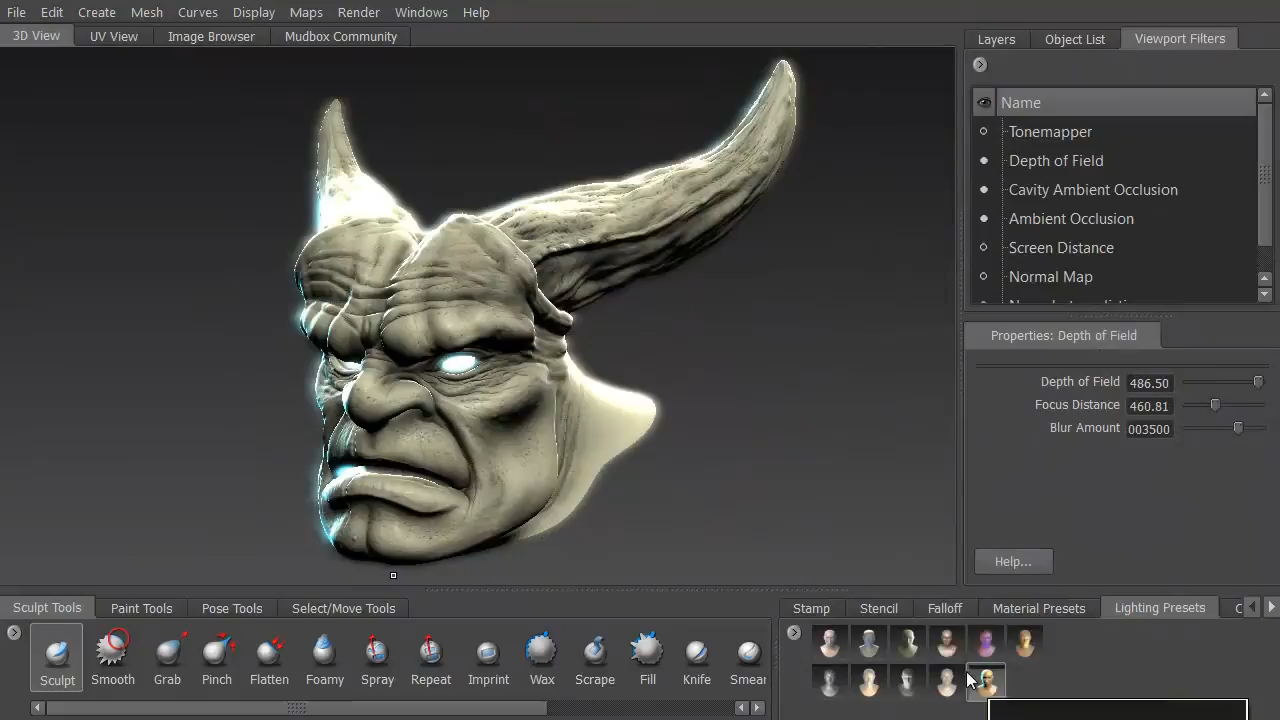 File Edit Create Mesh Curves Display Maps Render Windows Help
3D View UV View Image Browser Mudbox Community
Layers Object List Viewport Filters
Name
Tonemapper
Depth of Field
Cavity Ambient Occlusion
Ambient Occlusion
Screen Distance
Normal Map
Properties: Depth of Field
Depth of Field 486.50
Focus Distance 460.81
Blur Amount 003500
Help...
Sculpt Tools Paint Tools Pose Tools Select/Move Tools
Stamp Stencil Falloff Material Presets Lighting Presets C
Sculpt Smooth Grab Pinch Flatten Foamy Spray Repeat Imprint Wax Scrape Fill Knife Smear